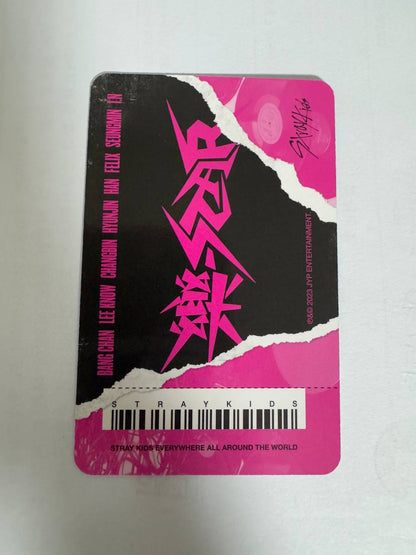 BANG CHAN LEE KNOW CHANGBIN HYUNJIN HAN FELIX SEUNGMIN I.N
樂-STAR
Stray Kids
℗&© 2023 JYP ENTERTAINMENT.
STRAYKIDS
STRAY KIDS EVERYWHERE ALL AROUND THE WORLD